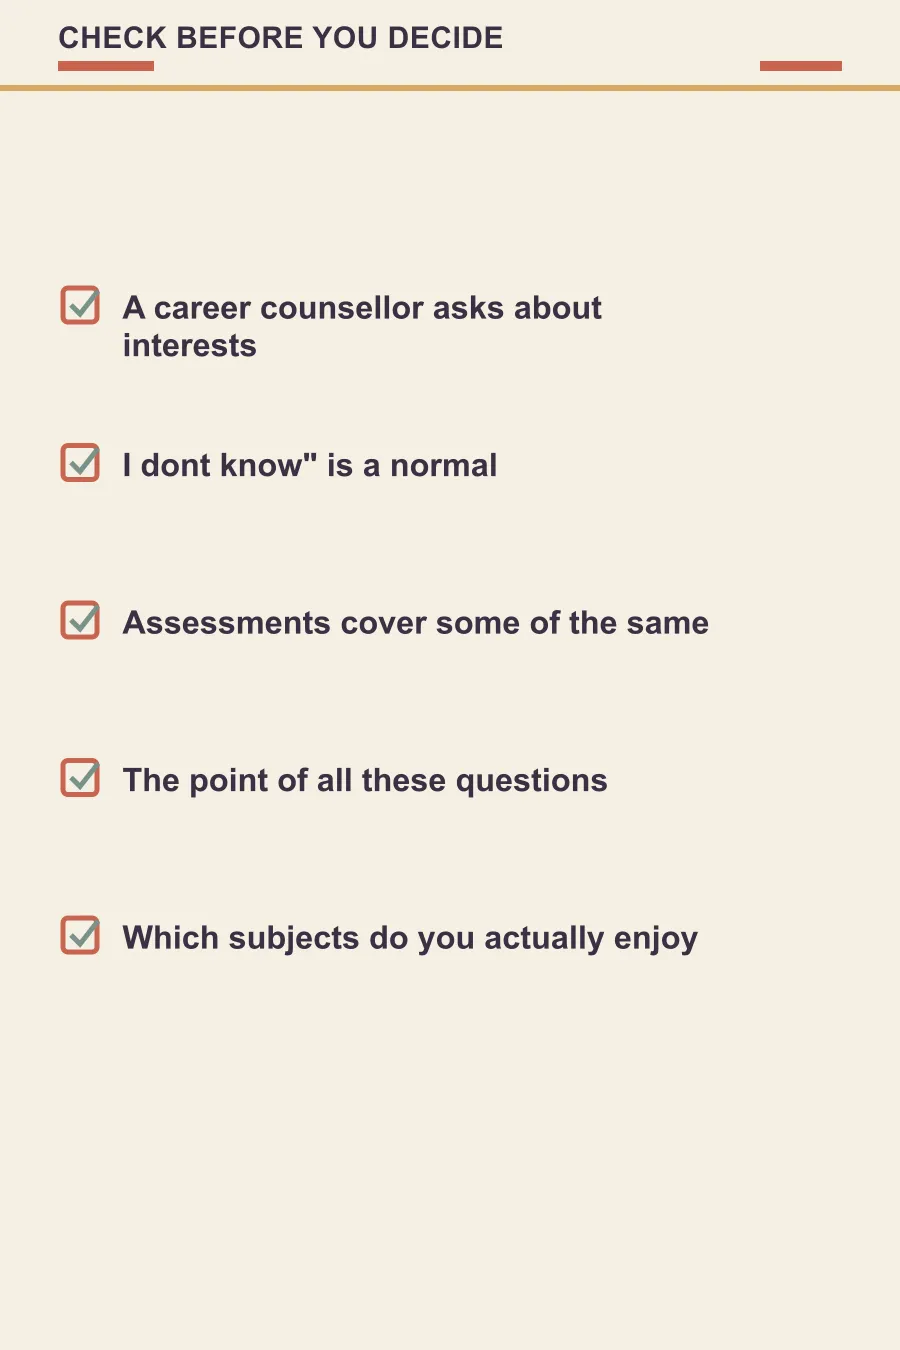 CHECK BEFORE YOU DECIDE
A career counsellor asks about
interests
I dont know" is a normal
Assessments cover some of the same
The point of all these questions
Which subjects do you actually enjoy